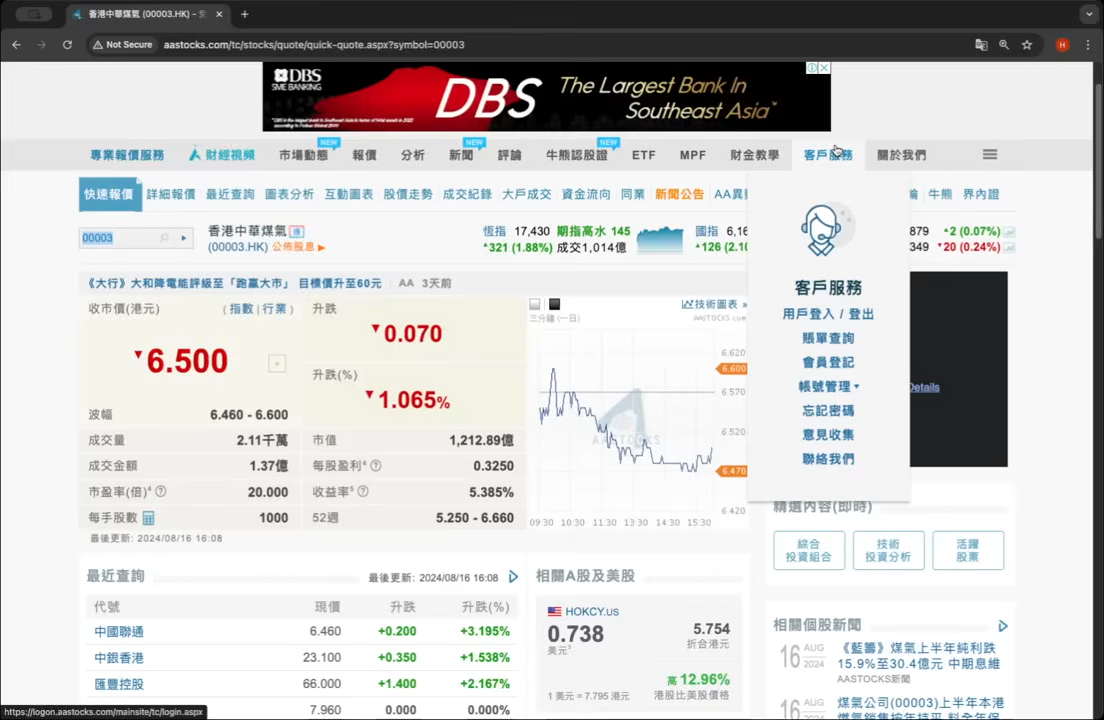 香港中華煤氣 (00003.HK) - 
Not Secure
aastocks.com/tc/stocks/quote/quick-quote.aspx?symbol=00003
H
DBS
SME BANKING
DBS
The Largest Bank In
Southeast Asia
專業報價服務
財經視頻
市場動態
NEW
報價
分析
新聞
NEW
評論
牛熊認股證
NEW
ETF
MPF
財金教學
客戶服務
關於我們
快速報價
詳細報價
最近查詢
圖表分析
互動圖表
股價走勢
成交紀錄
大戶成交
資金流向
同業
新聞公告
牛熊
界內證
00003
香港中華煤氣
(00003.HK) 公佈股息
恆指 17,430 期指高水 145
321 (1.88%) 成交1,014億
國指 6,16
126 (2.10
879 2 (0.07%)
349 20 (0.24%)
《大行》大和降電能評級至「跑贏大市」 目標價升至60元
AA 3天前
收市價(港元) ( 指數 | 行業 )
6.500
升跌
0.070
升跌(%)
1.065%
波幅 6.460 - 6.600
成交量 2.11千萬
市值 1,212.89億
成交金額 1.37億
每股盈利4 0.3250
市盈率(倍)4 20.000
收益率5 5.385%
每手股數 1000
52週 5.250 - 6.660
最後更新: 2024/08/16 16:08
技術圖表 »
三分鐘 (一日)
AASTOCKS.com
AASTOCKS
6.620
6.600
6.570
6.520
6.470
6.420
09:30 10:30 11:30 13:30 14:30 15:30
客戶服務
用戶登入 / 登出
賬單查詢
會員登記
帳號管理
忘記密碼
意見收集
聯絡我們
Details
精選內容(即時)
綜合
投資組合
技術
投資分析
活躍
股票
最近查詢
最後更新: 2024/08/16 16:08
代號 現價 升跌 升跌(%)
中國聯通 6.460 +0.200 +3.195%
中銀香港 23.100 +0.350 +1.538%
匯豐控股 66.000 +1.400 +2.167%
7.960 0.000 0.000%
相關A股及美股
HOKCY.US
0.738
美元
5.754
折合港元
高 12.96%
1 美元 = 7.795 港元
港股比美股價格
相關個股新聞
16 AUG 2024
《藍籌》煤氣上半年純利跌
15.9%至30.4億元 中期息維
AASTOCKS新聞
16 AUG 2024
煤氣公司(00003)上半年本港
https://logon.aastocks.com/mainsite/tc/login.aspx